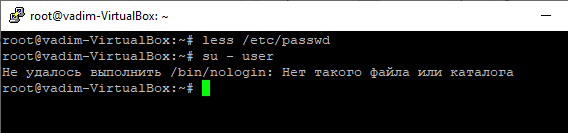 root@vadim-VirtualBox: ~
root@vadim-VirtualBox:~# less /etc/passwd
root@vadim-VirtualBox:~# su - user
Не удалось выполнить /bin/nologin: Нет такого файла или каталога
root@vadim-VirtualBox:~#